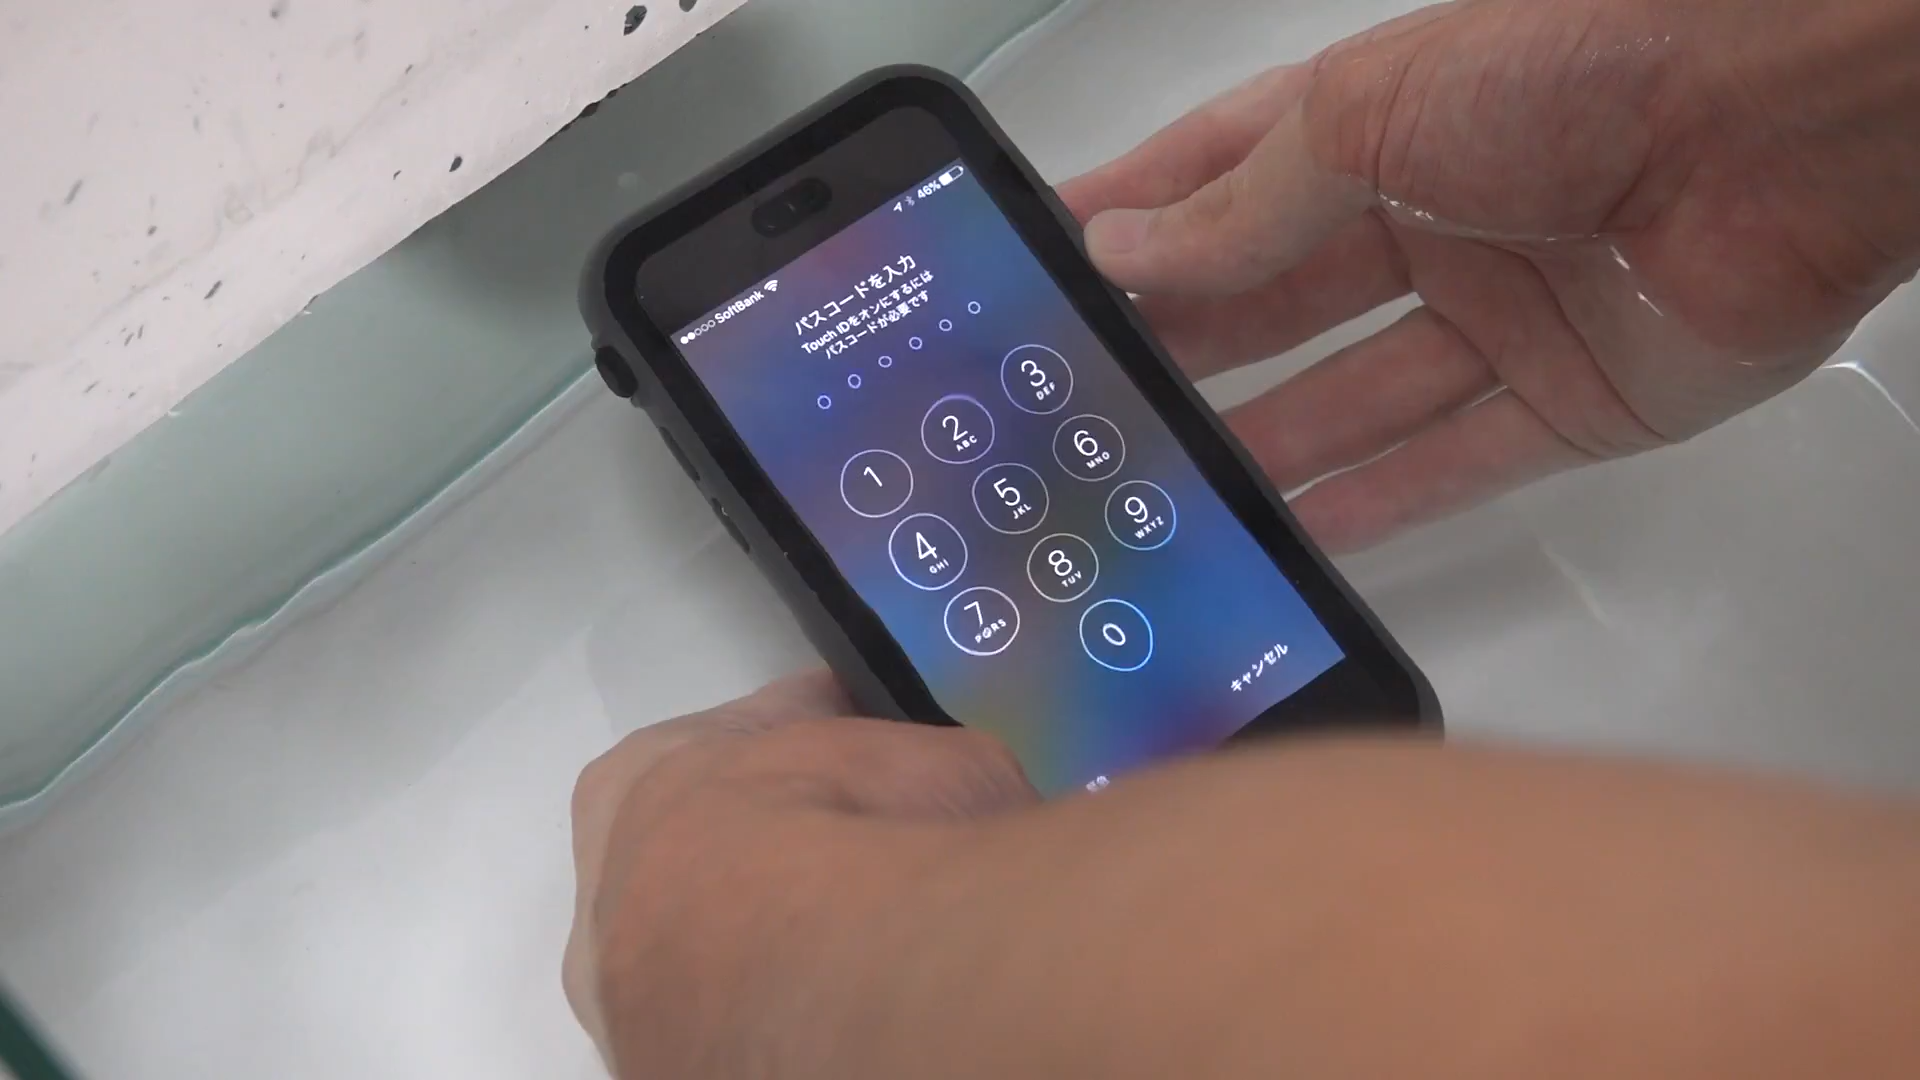 ●●○○○ SoftBank 46%
パスコードを入力
Touch IDをオンにするには
パスコードが必要です
1
2 ABC
3 DEF
4 GHI
5 JKL
6 MNO
7 PQRS
8 TUV
9 WXYZ
0
キャンセル